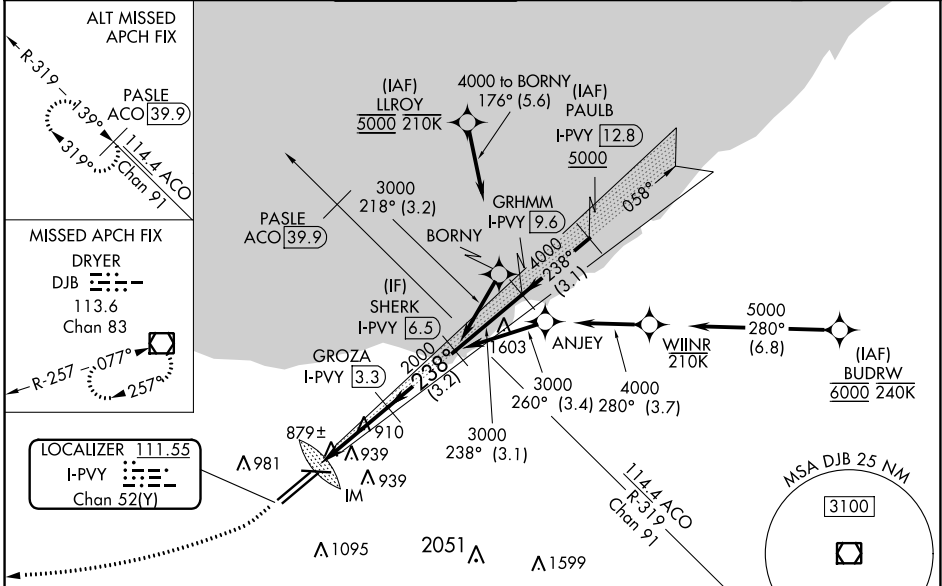 ALT MISSED
APCH FIX
R-319
139°
319°
PASLE
ACO 39.9
114.4 ACO
Chan 91
MISSED APCH FIX
DRYER
DJB
113.6
Chan 83
R-257
077°
257°
LOCALIZER 111.55
I-PVY
Chan 52(Y)
(IAF)
LLROY
5000 210K
4000 to BORNY
176° (5.6)
(IAF)
PAULB
I-PVY 12.8
5000
058°
3000
218° (3.2)
GRHMM
I-PVY 9.6
PASLE
ACO 39.9
BORNY
4000
238°
(3.1)
(IF)
SHERK
I-PVY 6.5
1603
ANJEY
WIINR
210K
5000
280°
(6.8)
(IAF)
BUDRW
6000 240K
GROZA
I-PVY 3.3
2000
238°
(3.2)
3000
260° (3.4)
4000
280° (3.7)
3000
238° (3.1)
879±
910
939
981
939
IM
114.4 ACO
R-319
Chan 91
MSA DJB 25 NM
3100
1095
2051
1599